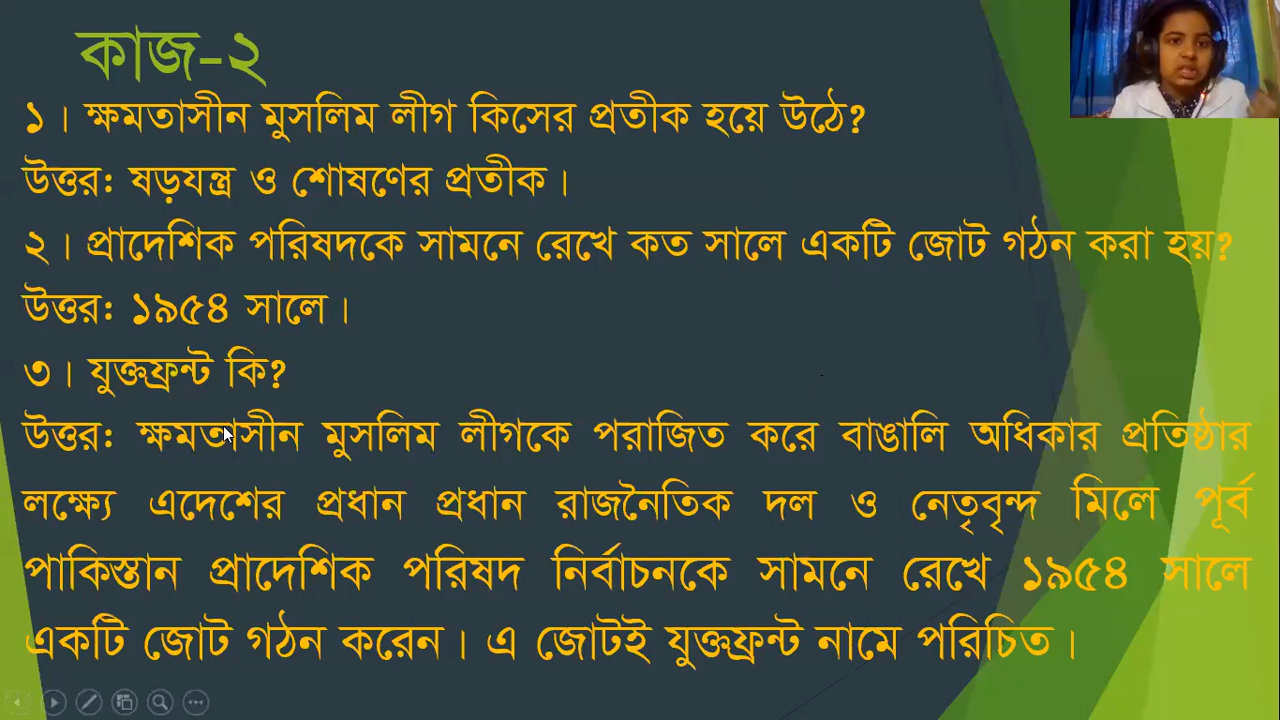 কাজ-২
১। ক্ষমতাসীন মুসলিম লীগ কিসের প্রতীক হয়ে উঠে?
উত্তর: ষড়যন্ত্র ও শোষণের প্রতীক।
২। প্রাদেশিক পরিষদকে সামনে রেখে কত সালে একটি জোট গঠন করা হয়?
উত্তর: ১৯৫৪ সালে।
৩। যুক্তফ্রন্ট কি?
উত্তর: ক্ষমতাসীন মুসলিম লীগকে পরাজিত করে বাঙালি অধিকার প্রতিষ্ঠার
লক্ষ্যে এদেশের প্রধান প্রধান রাজনৈতিক দল ও নেতৃবৃন্দ মিলে পূর্ব
পাকিস্তান প্রাদেশিক পরিষদ নির্বাচনকে সামনে রেখে ১৯৫৪ সালে
একটি জোট গঠন করেন। এ জোটই যুক্তফ্রন্ট নামে পরিচিত।